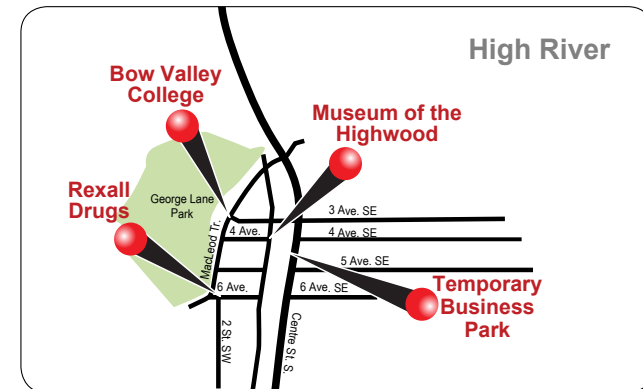 High River
Bow Valley
College
Museum of the
Highwood
Rexall
Drugs
George Lane
Park
MacLeod Tr.
3 Ave. SE
4 Ave.
4 Ave. SE
5 Ave. SE
6 Ave.
6 Ave. SE
Temporary
Business
Park
2 St. SW
Centre St. S.